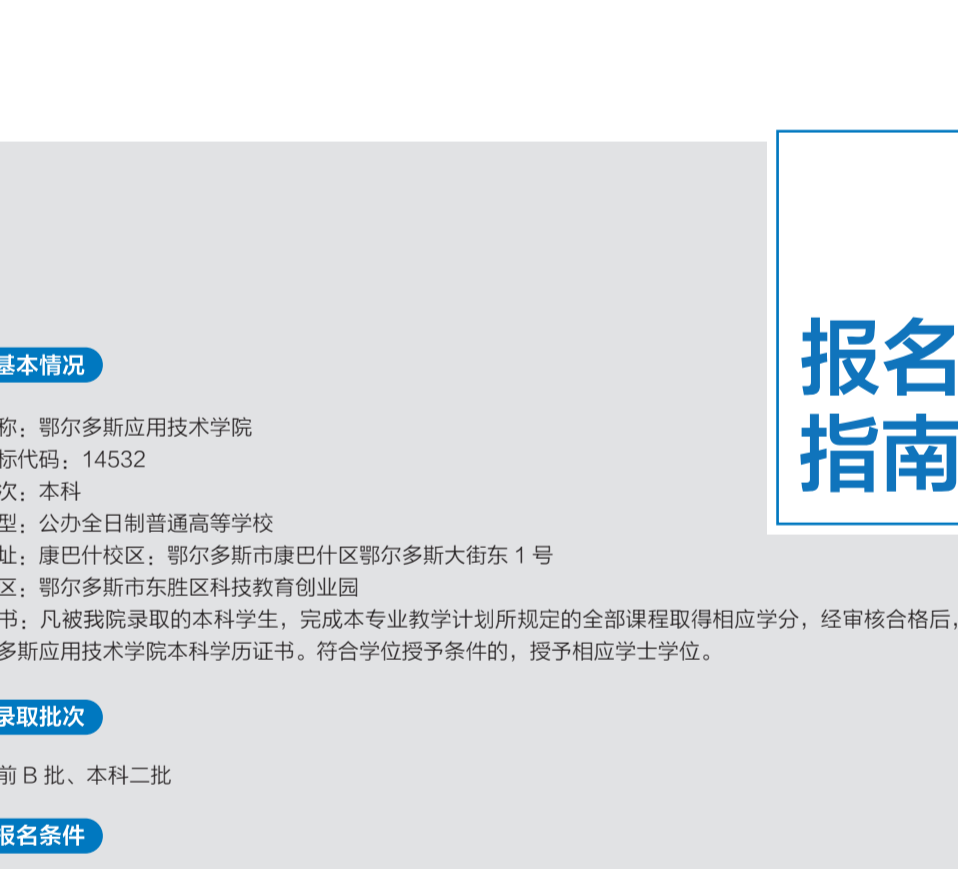 报名
指南
基本情况
称：鄂尔多斯应用技术学院
标代码：14532
次：本科
型：公办全日制普通高等学校
址：康巴什校区：鄂尔多斯市康巴什区鄂尔多斯大街东 1 号
区：鄂尔多斯市东胜区科技教育创业园
书：凡被我院录取的本科学生，完成本专业教学计划所规定的全部课程取得相应学分，经审核合格后，
多斯应用技术学院本科学历证书。符合学位授予条件的，授予相应学士学位。
录取批次
前 B 批、本科二批
报名条件